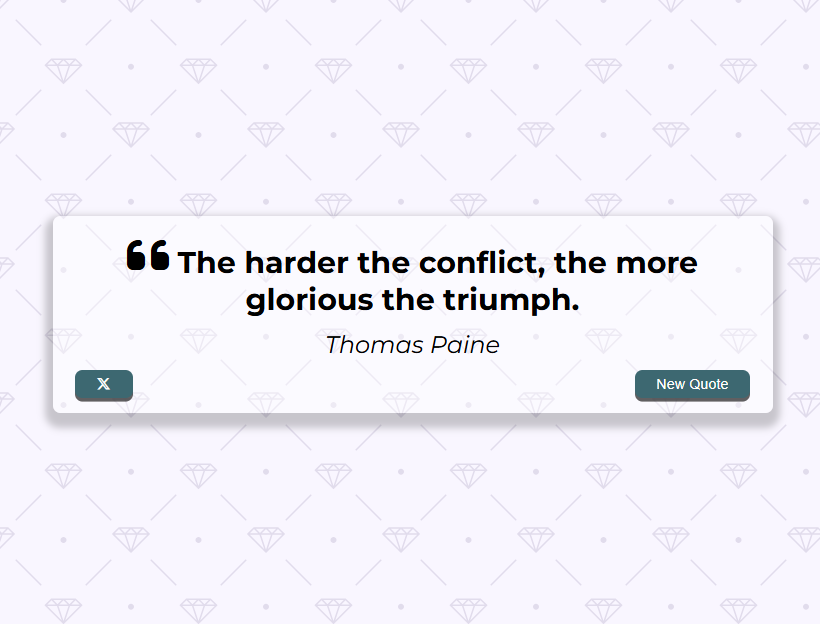 ❝ The harder the conflict, the more
glorious the triumph.
Thomas Paine
𝕏
New Quote